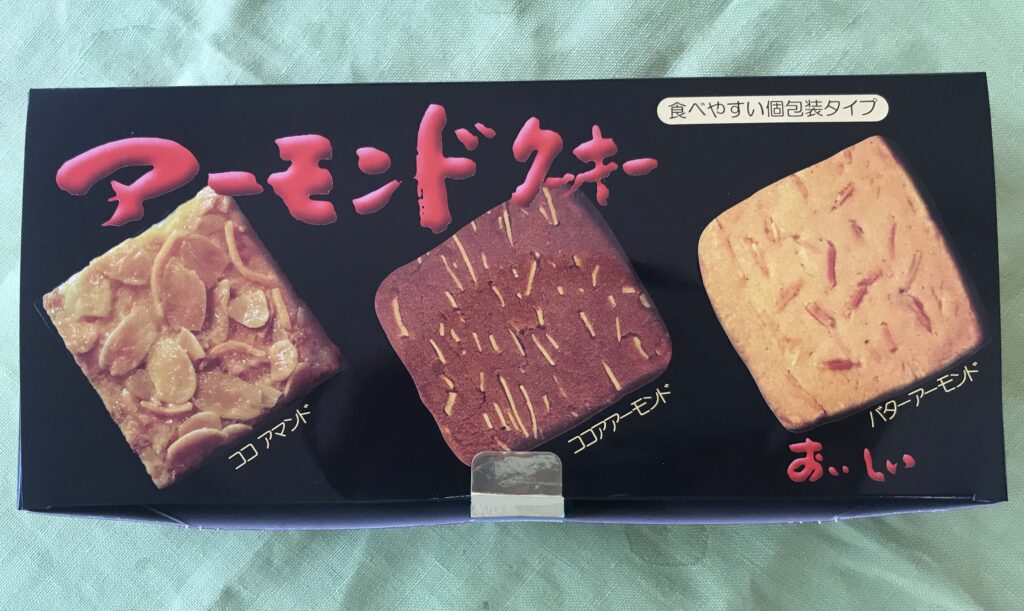 食べやすい個包装タイプ
アーモンドクッキー
ココアマンド
ココアアーモンド
バターアーモンド
おいしい